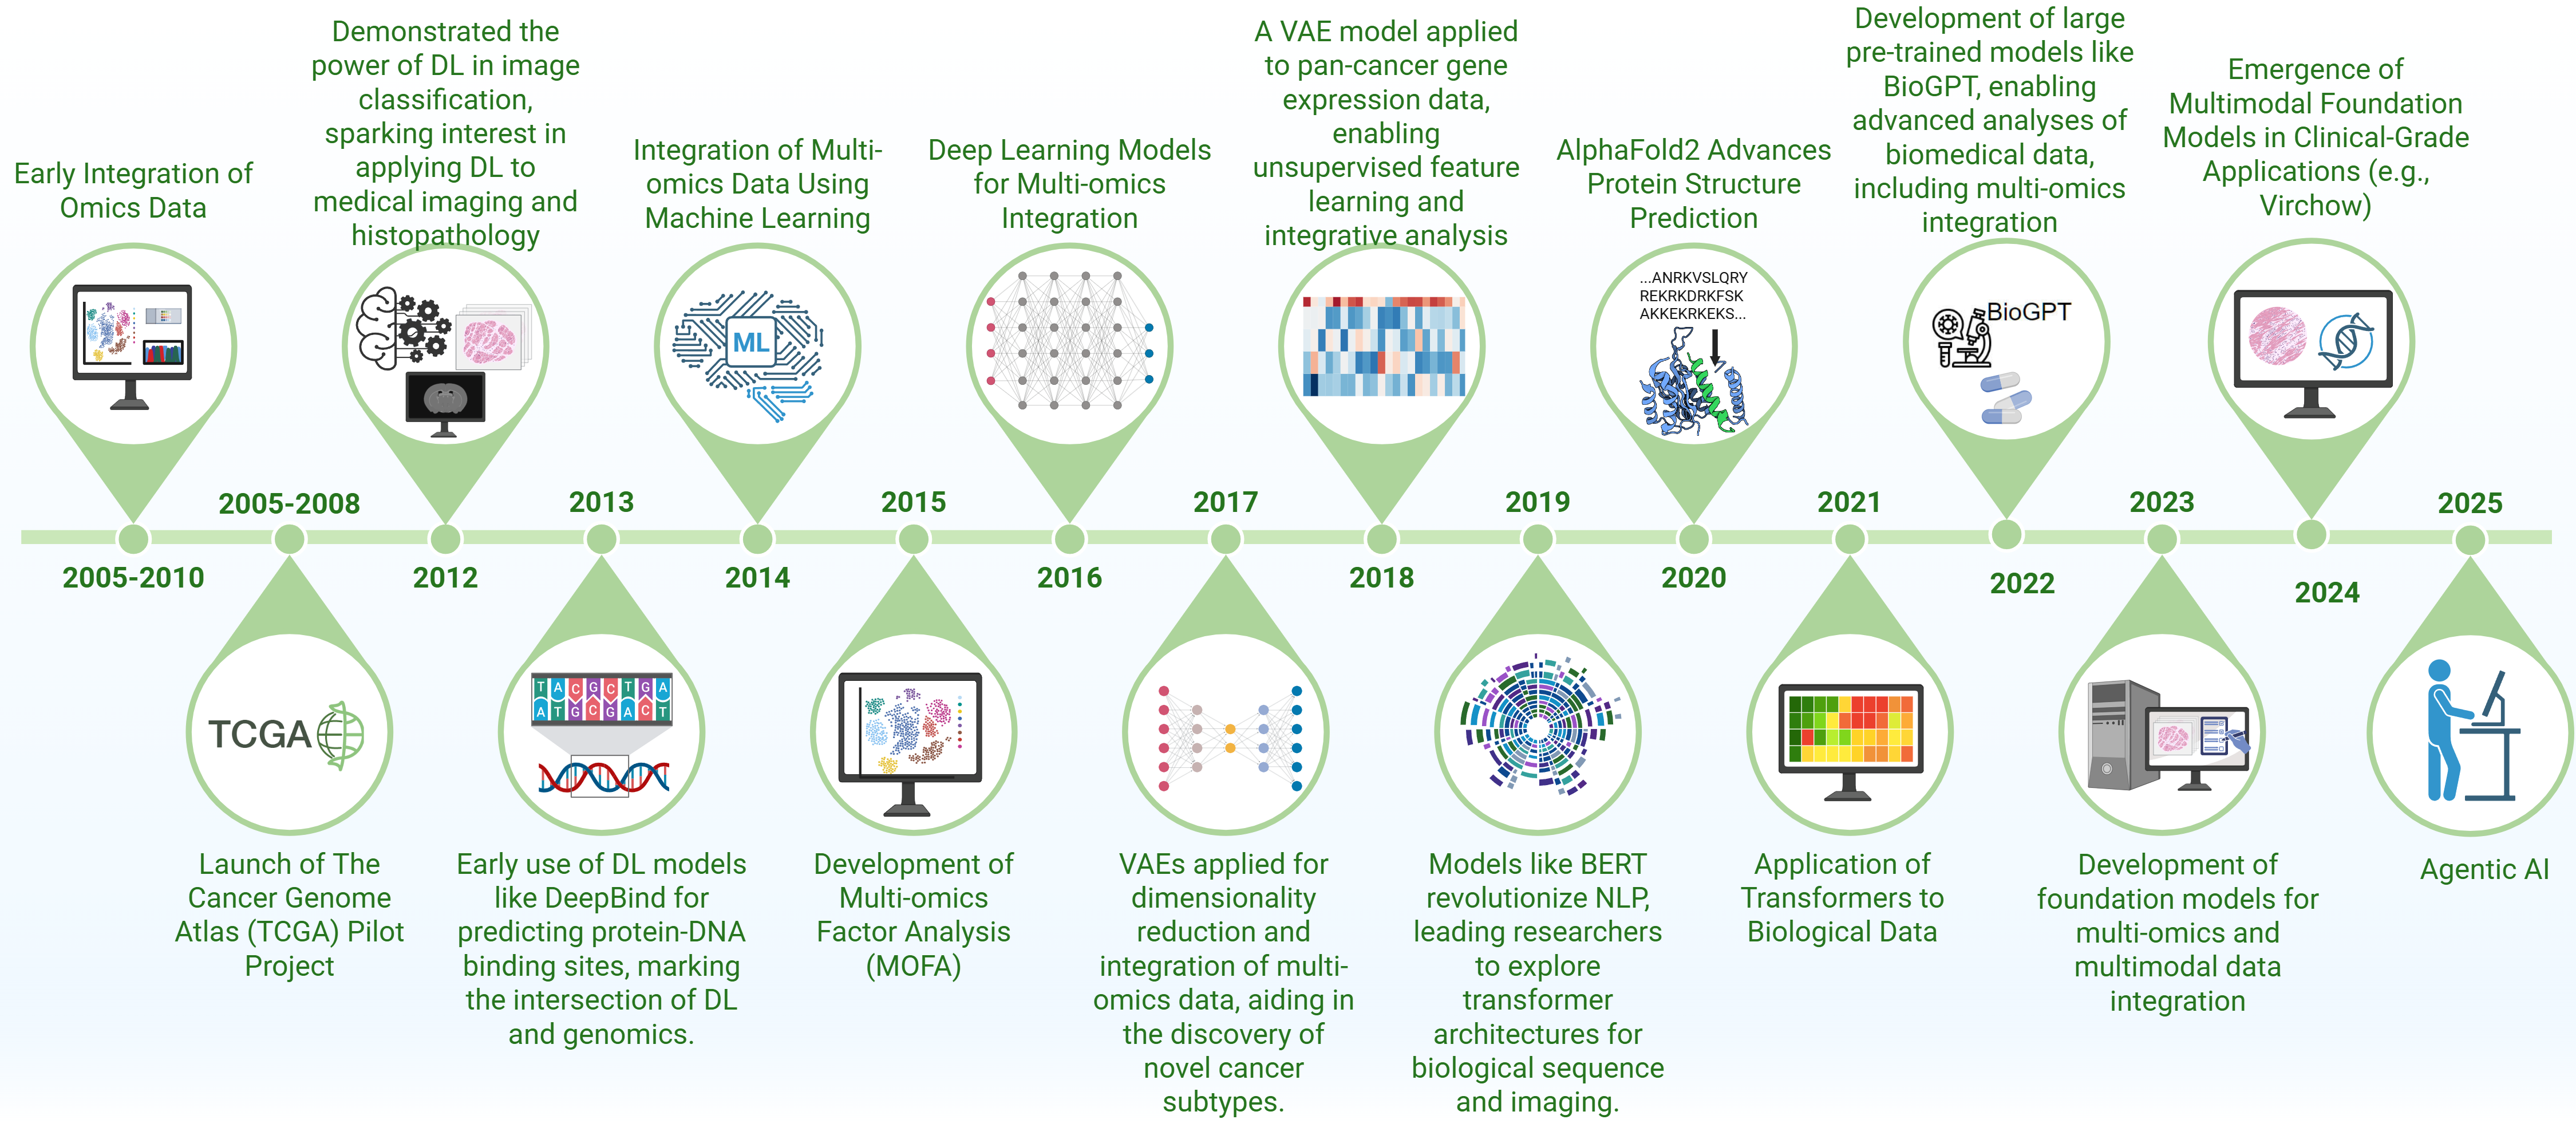 Early Integration of
Omics Data
2005-2010
2005-2008
TCGA
Launch of The
Cancer Genome
Atlas (TCGA) Pilot
Project
Demonstrated the
power of DL in image
classification,
sparking interest in
applying DL to
medical imaging and
histopathology
2012
2013
T A C G C T G A
A T G C G A C T
Early use of DL models
like DeepBind for
predicting protein-DNA
binding sites, marking
the intersection of DL
and genomics.
Integration of Multi-
omics Data Using
Machine Learning
ML
2014
2015
Development of
Multi-omics
Factor Analysis
(MOFA)
Deep Learning Models
for Multi-omics
Integration
2016
2017
VAEs applied for
dimensionality
reduction and
integration of multi-
omics data, aiding in
the discovery of
novel cancer
subtypes.
A VAE model applied
to pan-cancer gene
expression data,
enabling
unsupervised feature
learning and
integrative analysis
2018
2019
Models like BERT
revolutionize NLP,
leading researchers
to explore
transformer
architectures for
biological sequence
and imaging.
AlphaFold2 Advances
Protein Structure
Prediction
...ANRKVSLQRY
REKRKDRKFSK
AKKEKRKEKS...
2020
2021
Application of
Transformers to
Biological Data
Development of large
pre-trained models like
BioGPT, enabling
advanced analyses of
biomedical data,
including multi-omics
integration
BioGPT
2022
2023
Development of
foundation models for
multi-omics and
multimodal data
integration
Emergence of
Multimodal Foundation
Models in Clinical-Grade
Applications (e.g.,
Virchow)
2024
2025
Agentic AI